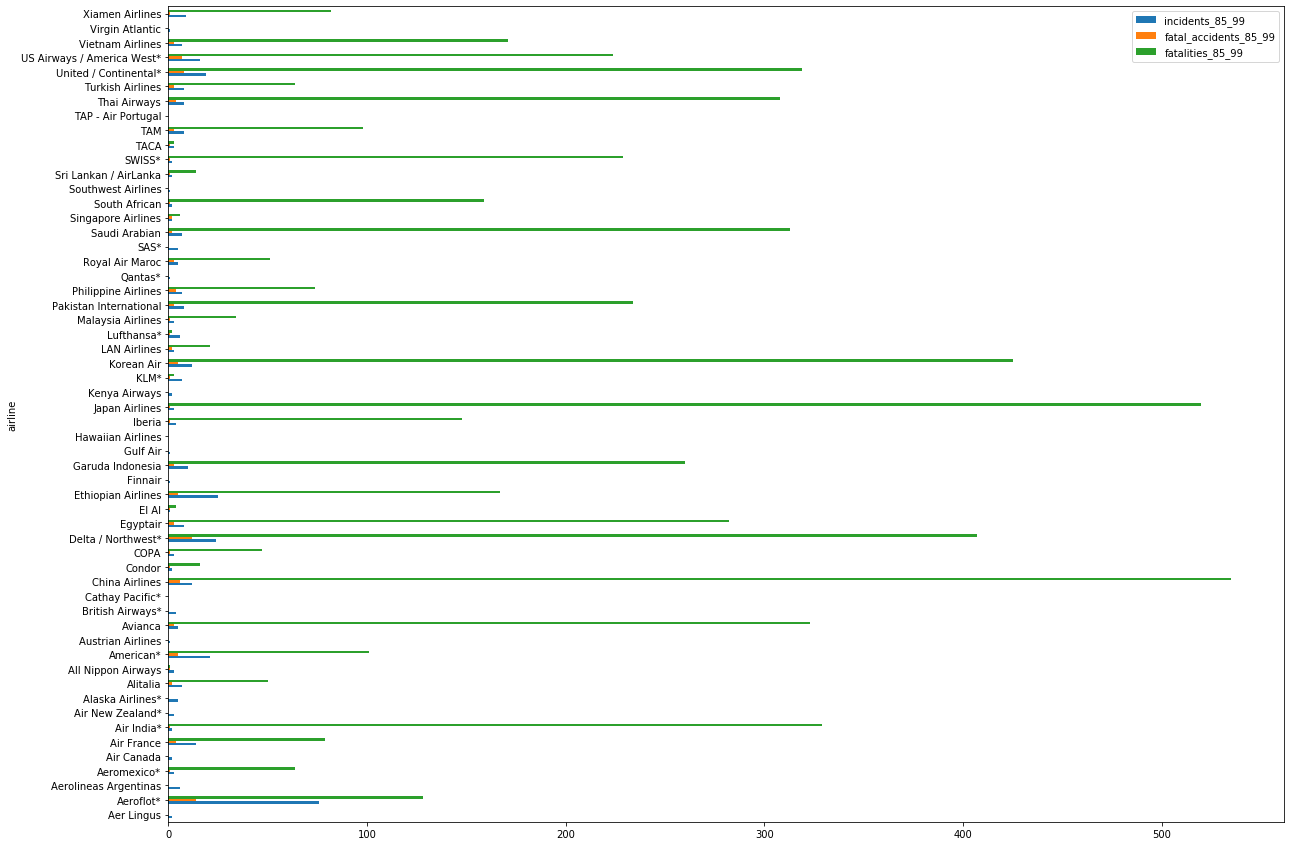 Xiamen Airlines
Virgin Atlantic
Vietnam Airlines
US Airways / America West*
United / Continental*
Turkish Airlines
Thai Airways
TAP - Air Portugal
TAM
TACA
SWISS*
Sri Lankan / AirLanka
Southwest Airlines
South African
Singapore Airlines
Saudi Arabian
SAS*
Royal Air Maroc
Qantas*
Philippine Airlines
Pakistan International
Malaysia Airlines
Lufthansa*
LAN Airlines
Korean Air
KLM*
Kenya Airways
Japan Airlines
Iberia
Hawaiian Airlines
Gulf Air
Garuda Indonesia
Finnair
Ethiopian Airlines
El Al
Egyptair
Delta / Northwest*
COPA
Condor
China Airlines
Cathay Pacific*
British Airways*
Avianca
Austrian Airlines
American*
All Nippon Airways
Alitalia
Alaska Airlines*
Air New Zealand*
Air India*
Air France
Air Canada
Aeromexico*
Aerolineas Argentinas
Aeroflot*
Aer Lingus
airline
0 100 200 300 400 500
incidents_85_99
fatal_accidents_85_99
fatalities_85_99